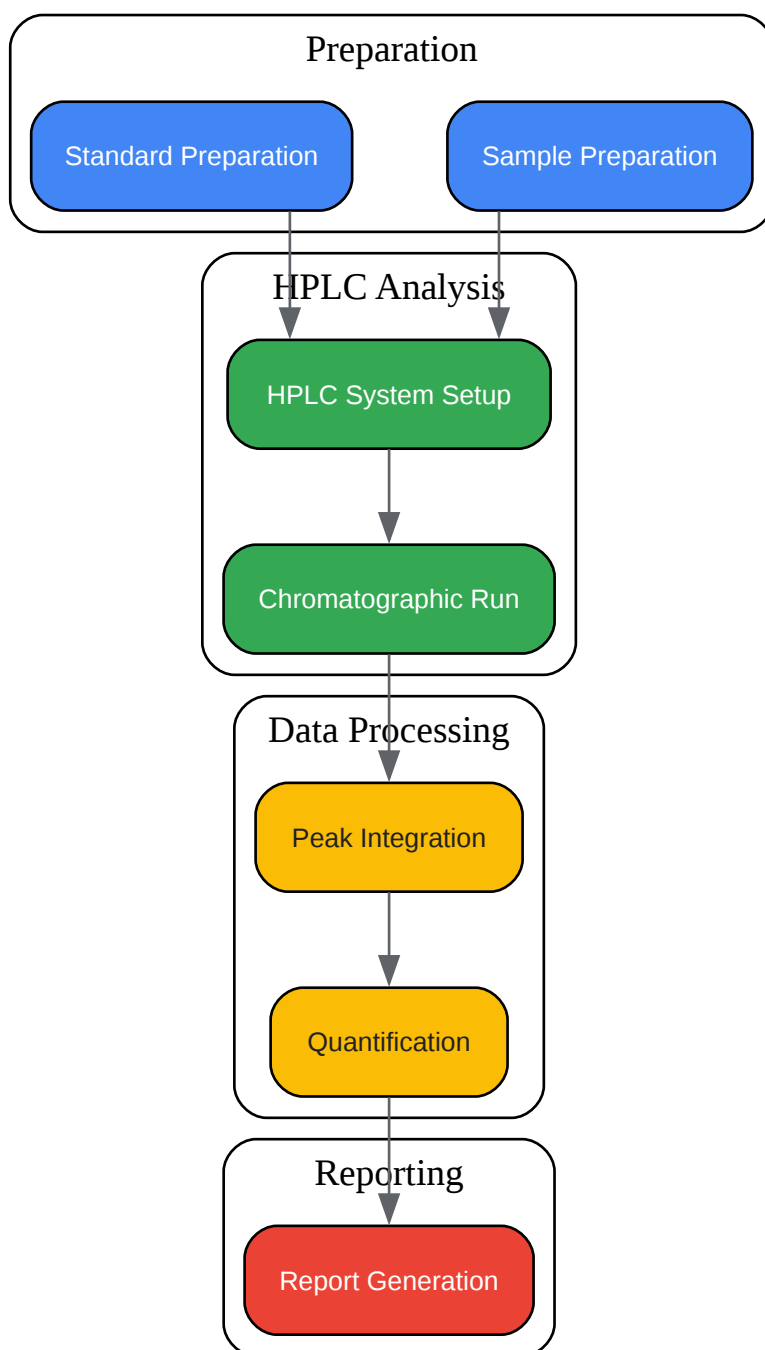 Preparation
Standard Preparation
Sample Preparation
HPLC Analysis
HPLC System Setup
Chromatographic Run
Data Processing
Peak Integration
Quantification
Reporting
Report Generation